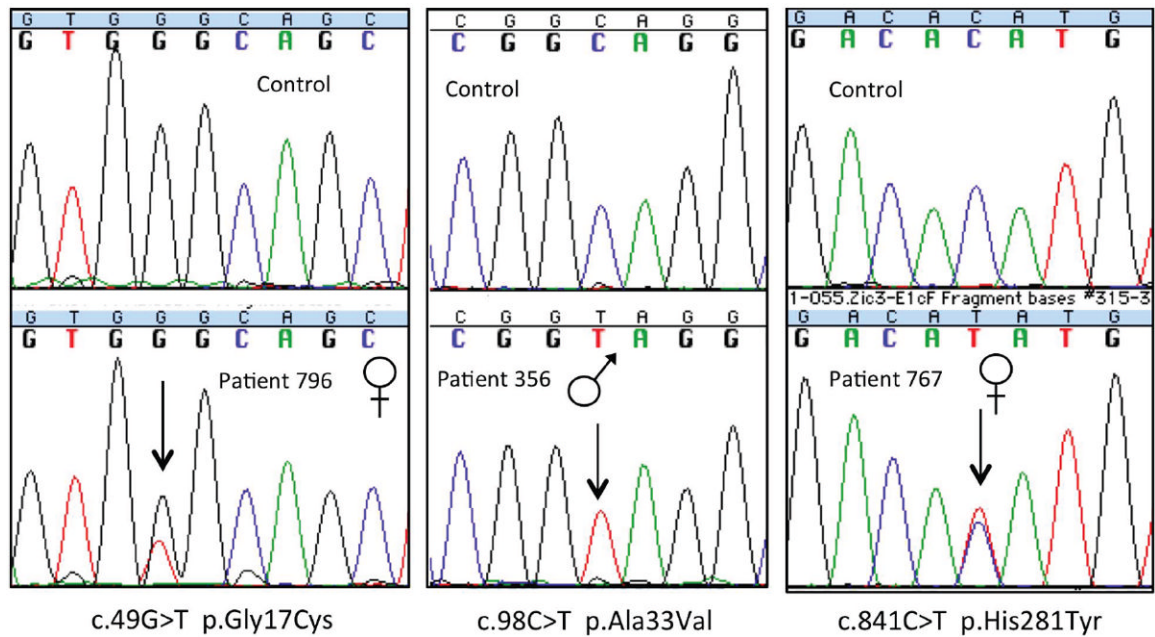 G T G G G C A G C
G T G G G C A G C
Control
C G G C A G G
C G G C A G G
Control
G A C A C A T G
G A C A C A T G
Control
1-055.Zic3-E1cF Fragment bases #315-3
G T G G G C A G C
G T G G G C A G C
Patient 796
C G G T A G G
C G G T A G G
Patient 356
G A C A T A T G
G A C A T A T G
Patient 767
c.49G>T p.Gly17Cys
c.98C>T p.Ala33Val
c.841C>T p.His281Tyr